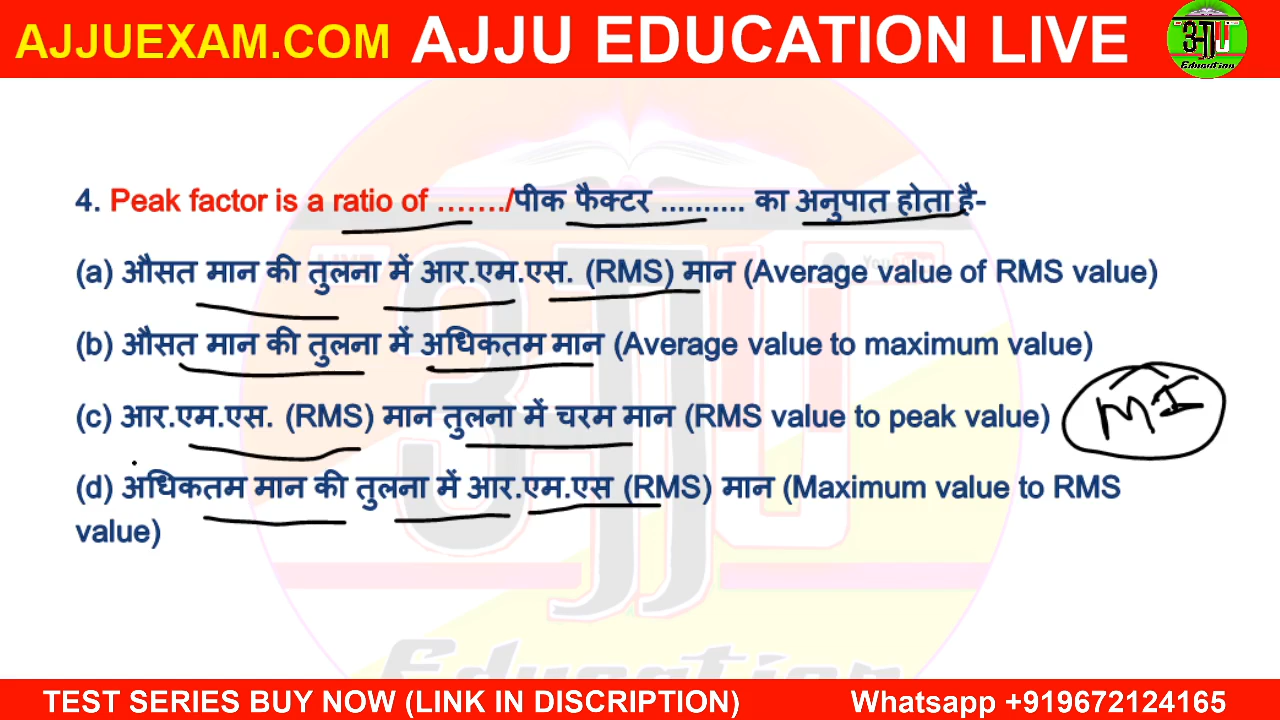 AJJUEXAM.COM AJJU EDUCATION LIVE
Education
4. Peak factor is a ratio of ......./पीक फैक्टर .......... का अनुपात होता है-
(a) औसत मान की तुलना में आर.एम.एस. (RMS) मान (Average value of RMS value)
(b) औसत मान की तुलना में अधिकतम मान (Average value to maximum value)
(c) आर.एम.एस. (RMS) मान तुलना में चरम मान (RMS value to peak value)
MI
(d) अधिकतम मान की तुलना में आर.एम.एस (RMS) मान (Maximum value to RMS
value)
Education
TEST SERIES BUY NOW (LINK IN DISCRIPTION) Whatsapp +919672124165